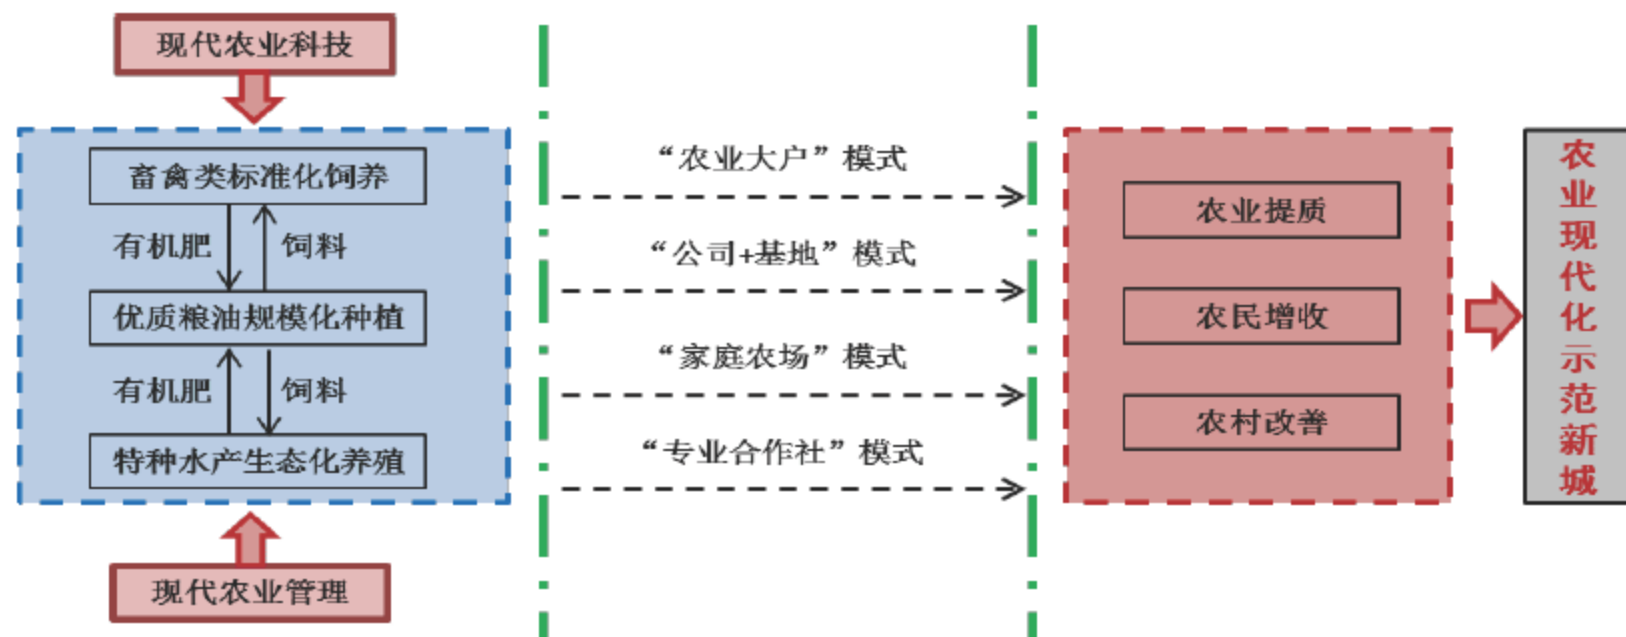 现代农业科技
畜禽类标准化饲养
有机肥
饲料
优质粮油规模化种植
有机肥
饲料
特种水产生态化养殖
现代农业管理
“农业大户”模式
“公司+基地”模式
“家庭农场”模式
“专业合作社”模式
农业提质
农民增收
农村改善
农业现代化示范新城